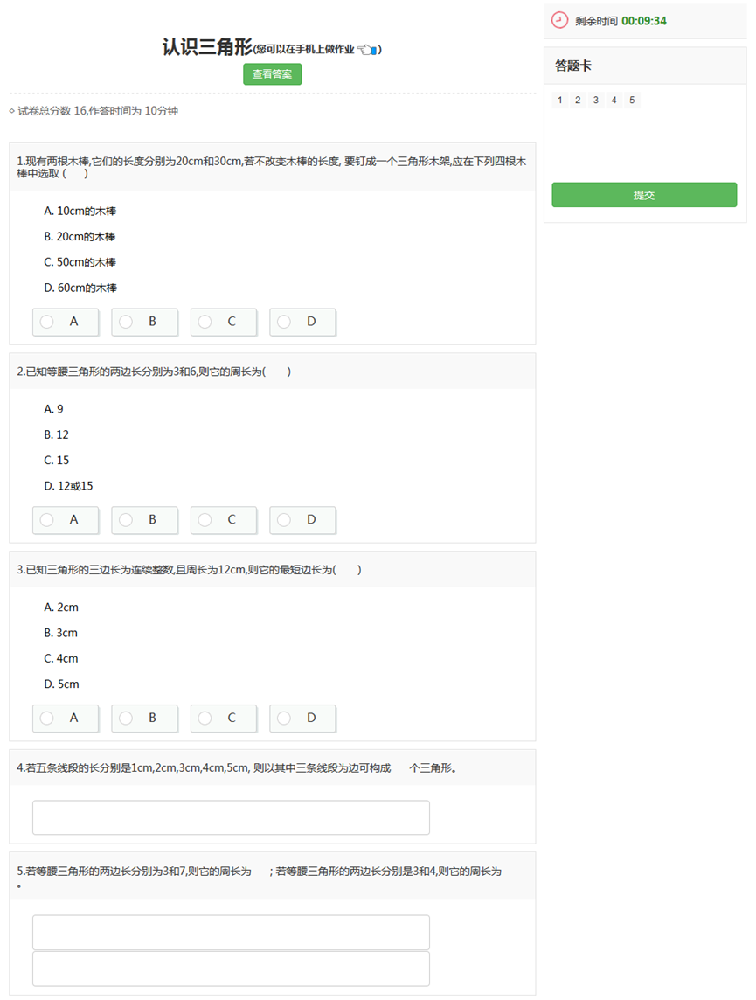 认识三角形(您可以在手机上做作业 )
查看答案
试卷总分数 16,作答时间为 10分钟
1.现有两根木棒,它们的长度分别为20cm和30cm,若不改变木棒的长度, 要钉成一个三角形木架,应在下列四根木
棒中选取 (      )
A. 10cm的木棒
B. 20cm的木棒
C. 50cm的木棒
D. 60cm的木棒
A B C D
2.已知等腰三角形的两边长分别为3和6,则它的周长为(       )
A. 9
B. 12
C. 15
D. 12或15
A B C D
3.已知三角形的三边长为连续整数,且周长为12cm,则它的最短边长为(       )
A. 2cm
B. 3cm
C. 4cm
D. 5cm
A B C D
4.若五条线段的长分别是1cm,2cm,3cm,4cm,5cm, 则以其中三条线段为边可构成      个三角形。
5.若等腰三角形的两边长分别为3和7,则它的周长为      ; 若等腰三角形的两边长分别是3和4,则它的周长为
。
剩余时间 00:09:34
答题卡
1 2 3 4 5
提交